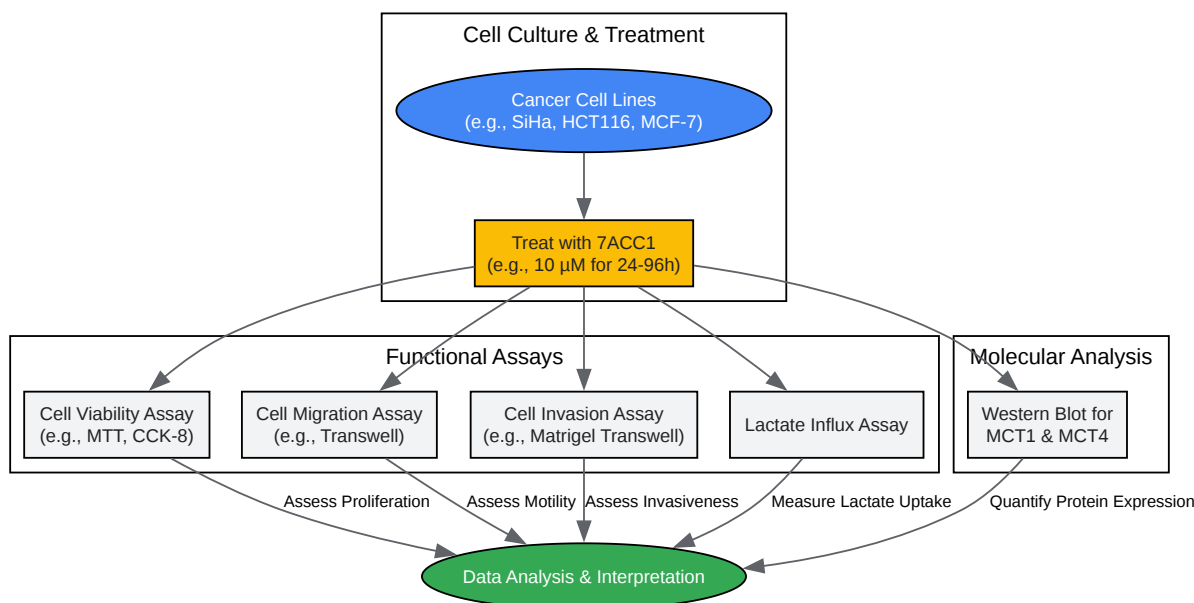 Cell Culture & Treatment
Cancer Cell Lines
(e.g., SiHa, HCT116, MCF-7)
Treat with 7ACC1
(e.g., 10 µM for 24-96h)
Functional Assays
Molecular Analysis
Cell Viability Assay
(e.g., MTT, CCK-8)
Cell Migration Assay
(e.g., Transwell)
Cell Invasion Assay
(e.g., Matrigel Transwell)
Lactate Influx Assay
Western Blot for
MCT1 & MCT4
Assess Proliferation
Assess Motility
Assess Invasiveness
Measure Lactate Uptake
Quantify Protein Expression
Data Analysis & Interpretation